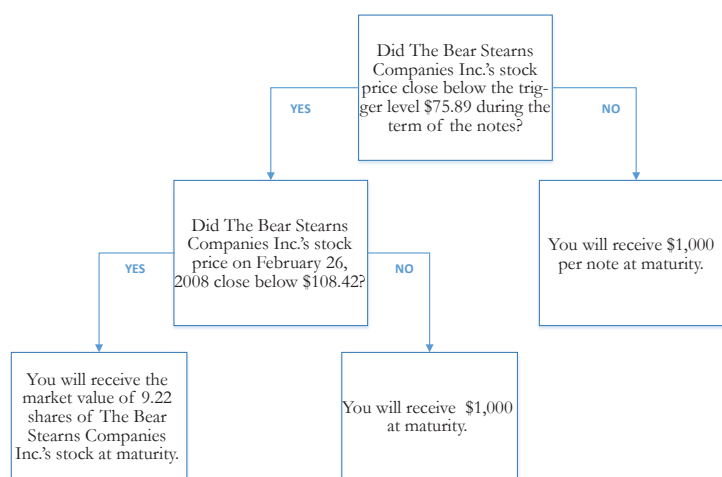 Did The Bear Stearns
Companies Inc.'s stock
price close below the trig-
ger level $75.89 during the
term of the notes?
YES
NO
Did The Bear Stearns
Companies Inc.'s stock
price on February 26,
2008 close below $108.42?
You will receive $1,000
per note at maturity.
YES
NO
You will receive the
market value of 9.22
shares of The Bear
Stearns Companies
Inc.'s stock at maturity.
You will receive $1,000
at maturity.